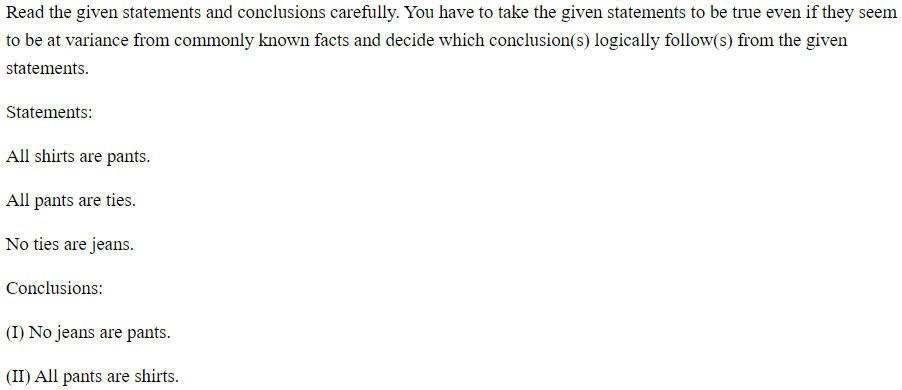 Read the given statements and conclusions carefully. You have to take the given statements to be true even if they seem
to be at variance from commonly known facts and decide which conclusion(s) logically follow(s) from the given
statements.
Statements:
All shirts are pants.
All pants are ties.
No ties are jeans.
Conclusions:
(I) No jeans are pants.
(II) All pants are shirts.